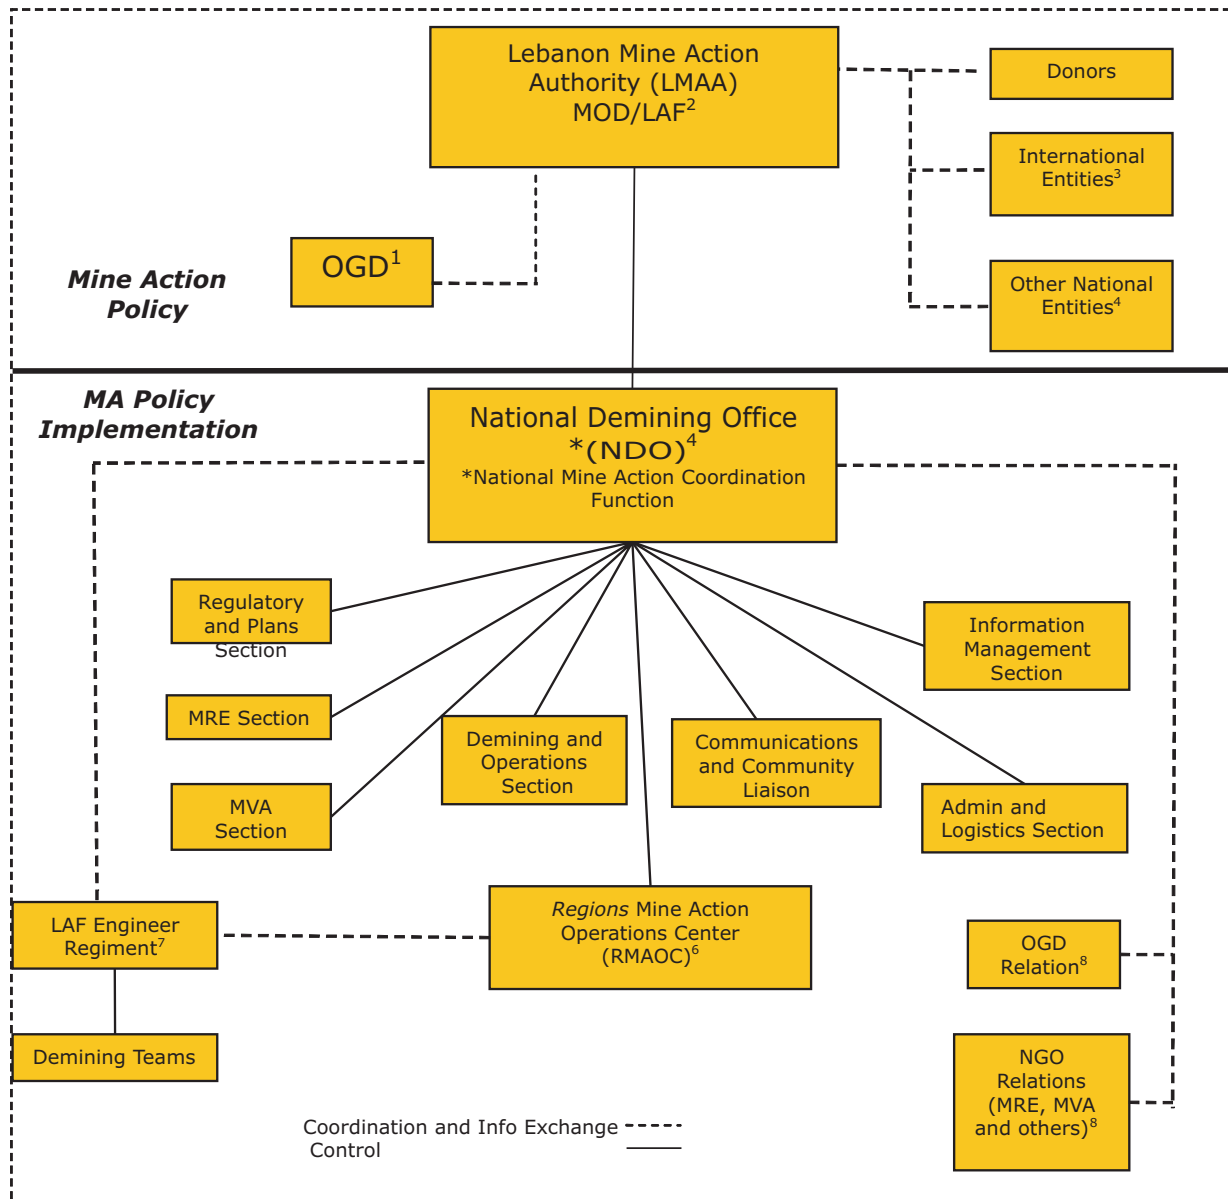 Lebanon Mine Action
Authority (LMAA)
MOD/LAF2
Donors
International
Entities3
OGD1
Other National
Entities4
Mine Action
Policy
MA Policy
Implementation
National Demining Office
*(NDO)4
*National Mine Action Coordination
Function
Regulatory
and Plans
Section
Information
Management
Section
MRE Section
Demining and
Operations
Section
Communications
and Community
Liaison
MVA
Section
Admin and
Logistics Section
LAF Engineer
Regiment7
Regions Mine Action
Operations Center
(RMAOC)6
OGD
Relation8
Demining Teams
NGO
Relations
(MRE, MVA
and others)8
Coordination and Info Exchange
Control